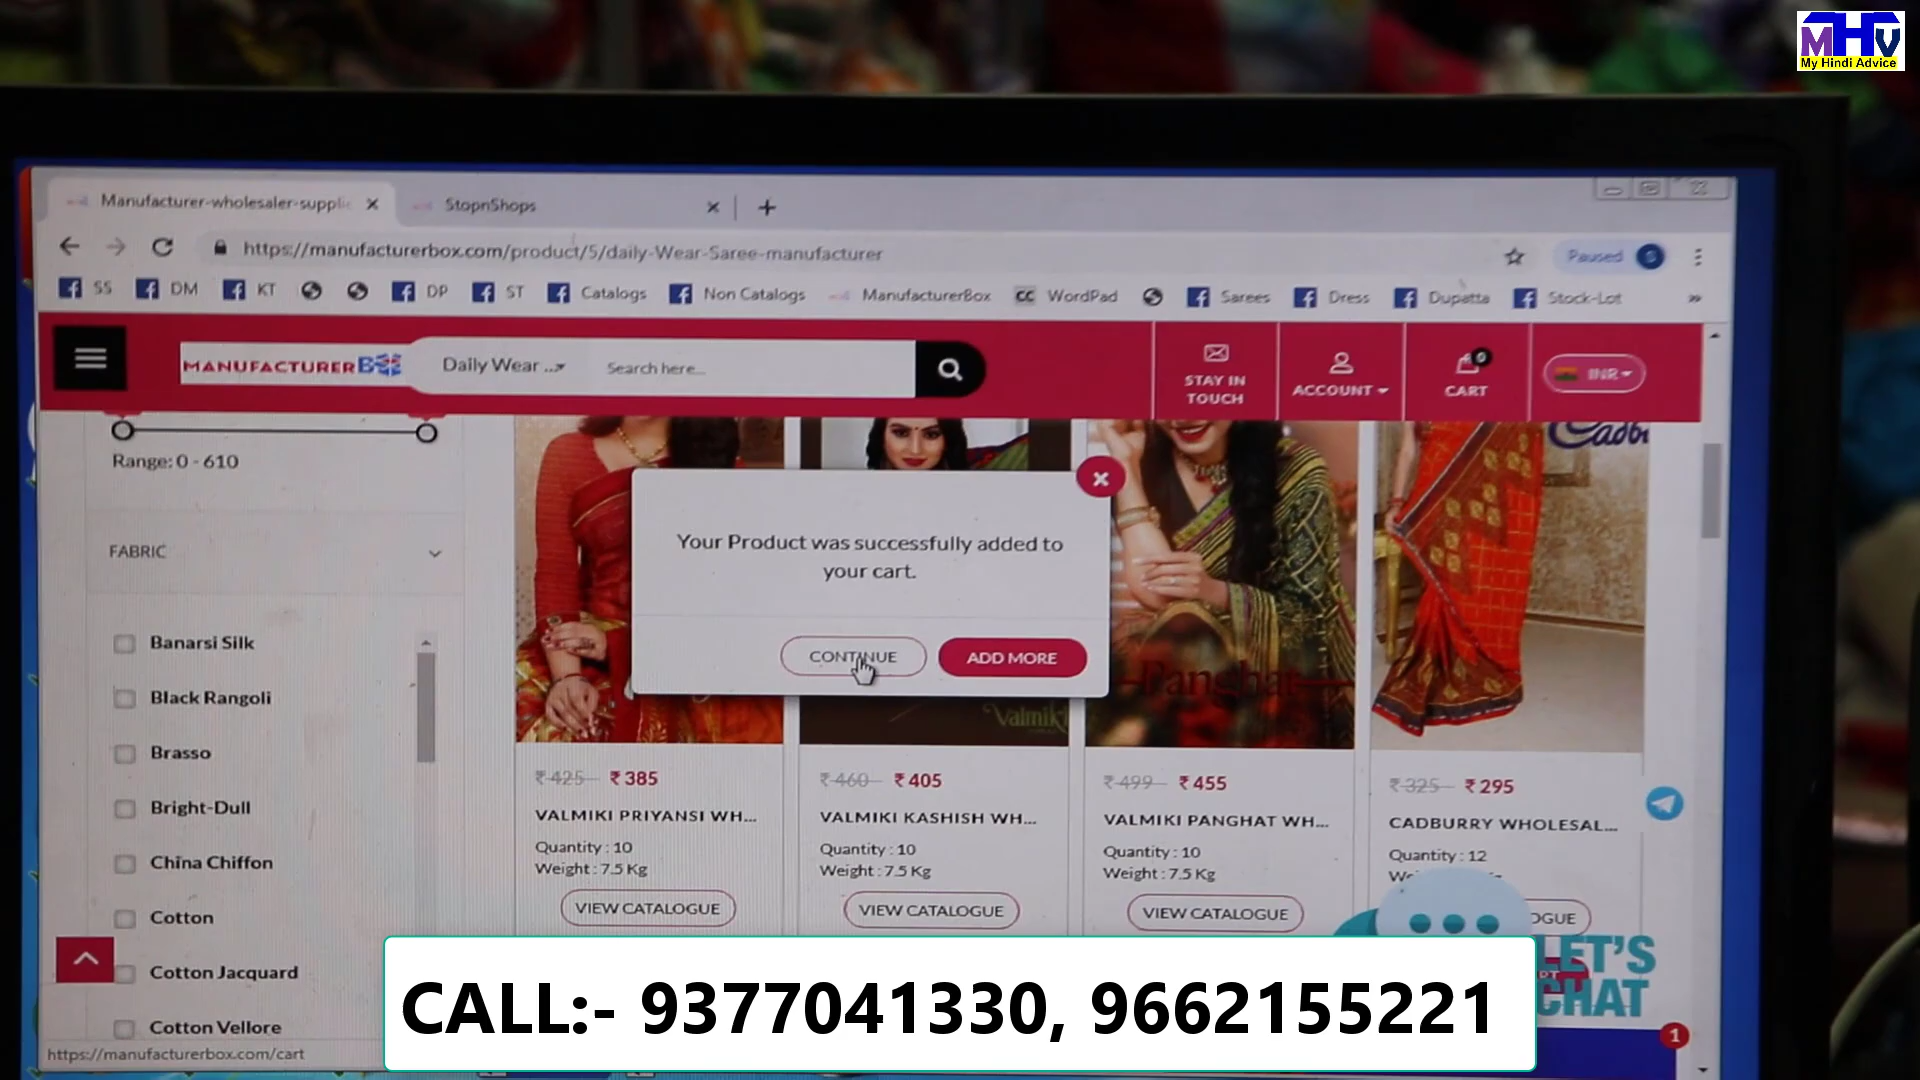 MHV
My Hindi Advice
Manufacturer-wholesaler-suppli
StopnShops
https://manufacturerbox.com/product/5/daily-Wear-Saree-manufacturer
Paused
S
SS
DM
KT
DP
ST
Catalogs
Non Catalogs
ManufacturerBox
CC WordPad
Sarees
Dress
Dupatta
Stock-Lot
MANUFACTURER BOX
Daily Wear ...
Search here...
STAY IN
TOUCH
ACCOUNT
0
CART
INR
Range: 0 - 610
FABRIC
Banarsi Silk
Black Rangoli
Brasso
Bright-Dull
China Chiffon
Cotton
Cotton Jacquard
Cotton Vellore
Your Product was successfully added to
your cart.
CONTINUE
ADD MORE
Valmiki
Panghat
₹ 425 ₹ 385
VALMIKI PRIYANSI WH...
Quantity : 10
Weight : 7.5 Kg
VIEW CATALOGUE
₹ 460 ₹ 405
VALMIKI KASHISH WH...
Quantity : 10
Weight : 7.5 Kg
VIEW CATALOGUE
₹ 499 ₹ 455
VALMIKI PANGHAT WH...
Quantity : 10
Weight : 7.5 Kg
VIEW CATALOGUE
₹ 325 ₹ 295
CADBURRY WHOLESAL...
Quantity : 12
LET'S
CHAT
1
https://manufacturerbox.com/cart
CALL:- 9377041330, 9662155221